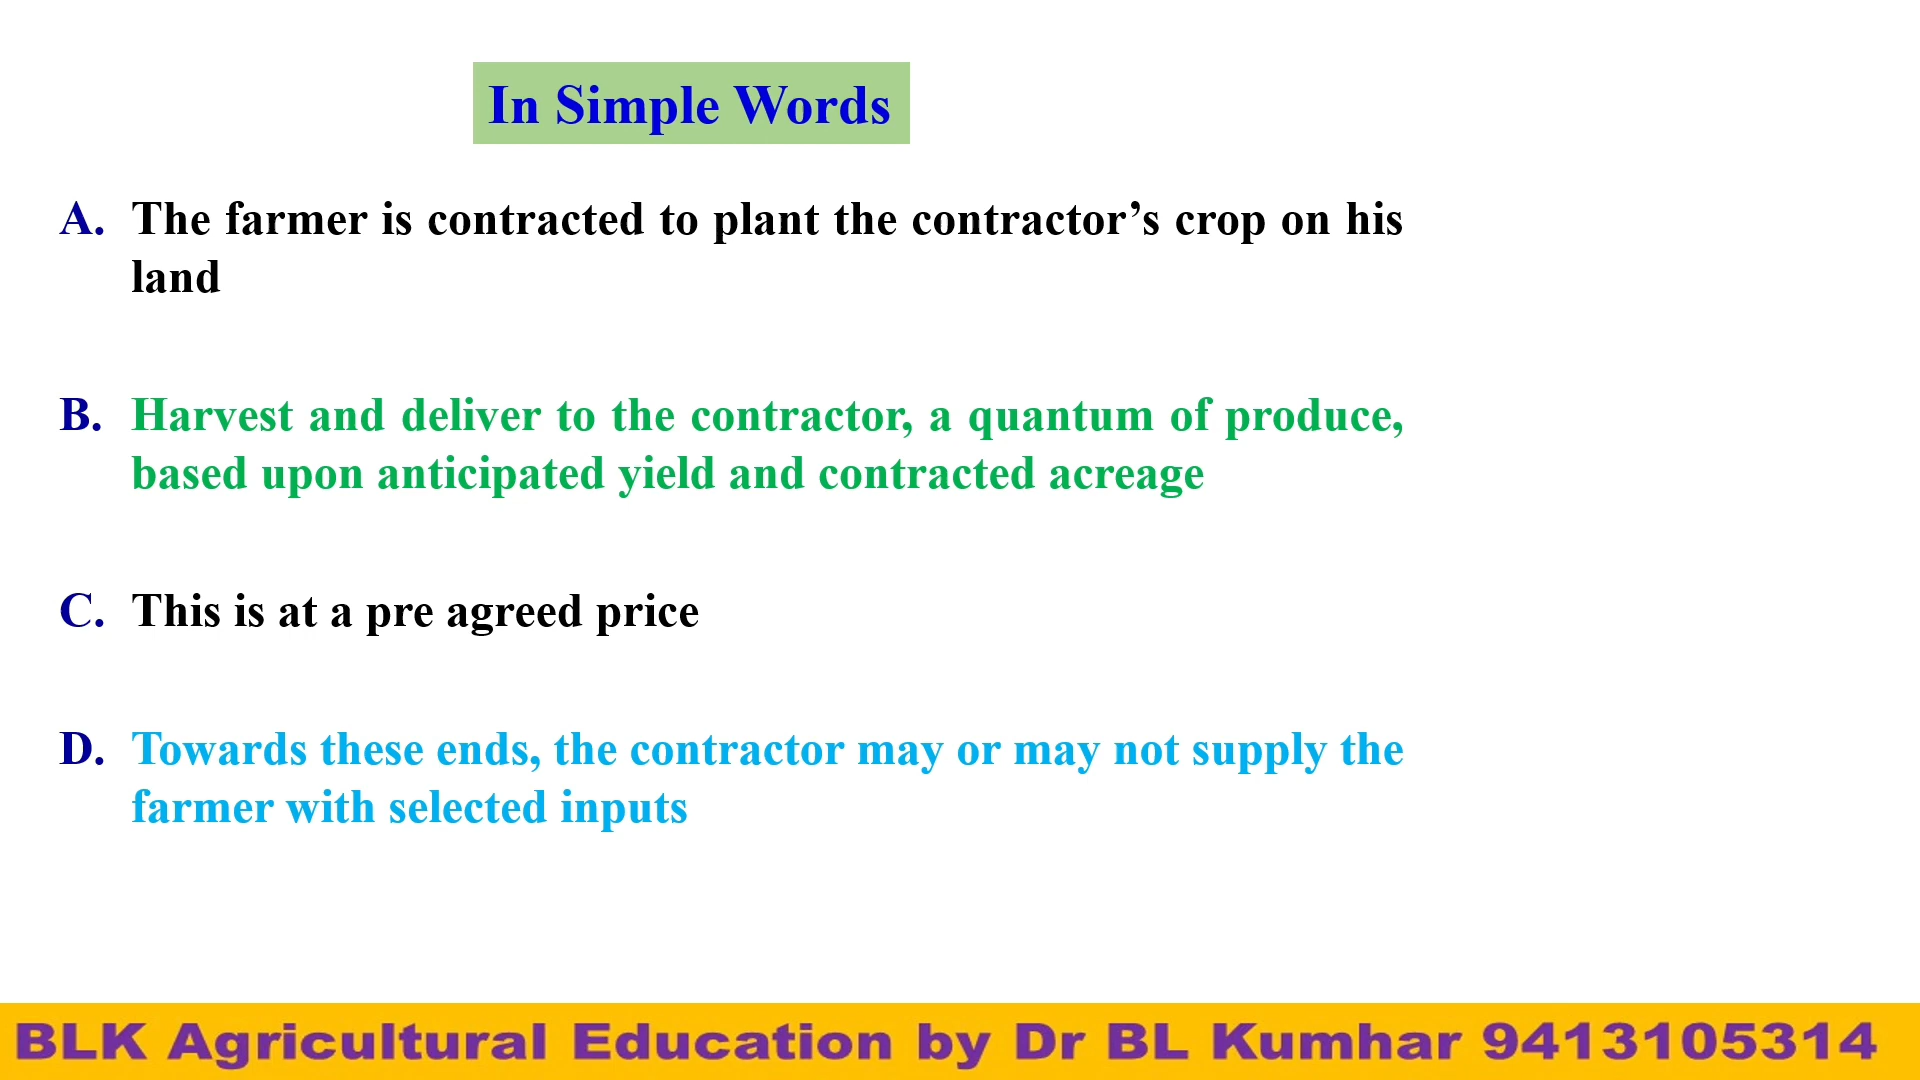 In Simple Words
A. The farmer is contracted to plant the contractor’s crop on his
land
B. Harvest and deliver to the contractor, a quantum of produce,
based upon anticipated yield and contracted acreage
C. This is at a pre agreed price
D. Towards these ends, the contractor may or may not supply the
farmer with selected inputs
BLK Agricultural Education by Dr BL Kumhar 9413105314